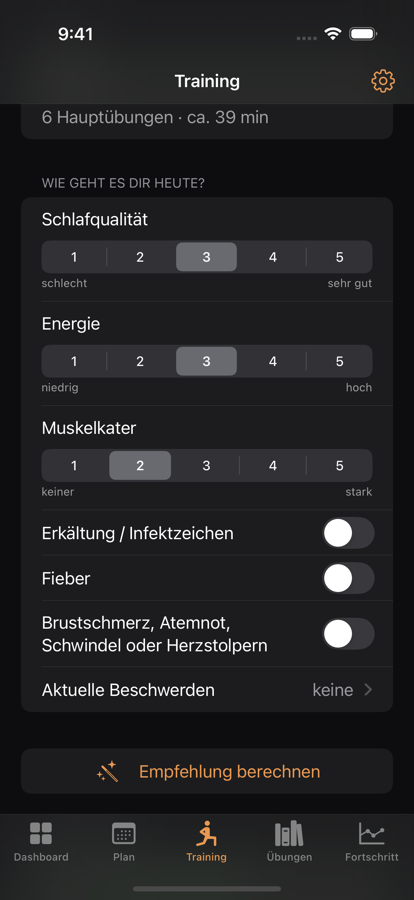 9:41
Training
6 Hauptübungen · ca. 39 min
WIE GEHT ES DIR HEUTE?
Schlafqualität
1 2 3 4 5
schlecht sehr gut
Energie
1 2 3 4 5
niedrig hoch
Muskelkater
1 2 3 4 5
keiner stark
Erkältung / Infektzeichen
Fieber
Brustschmerz, Atemnot,
Schwindel oder Herzstolpern
Aktuelle Beschwerden keine
Empfehlung berechnen
Dashboard Plan Training Übungen Fortschritt